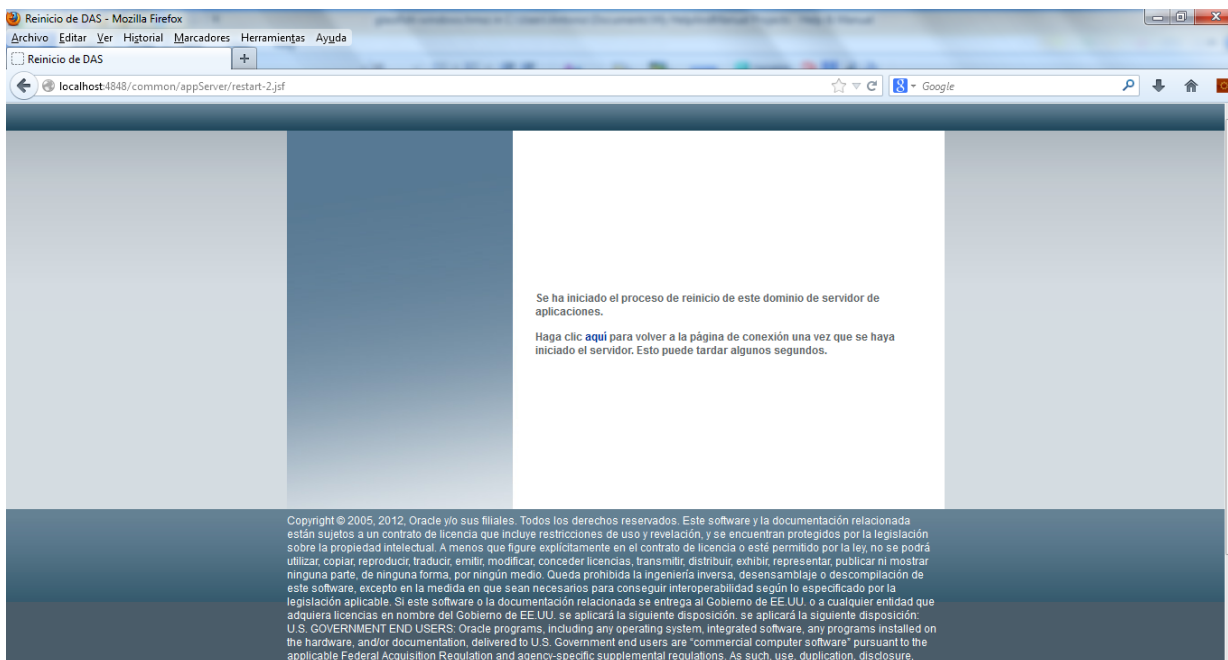 Reinicio de DAS - Mozilla Firefox
Archivo Editar Ver Historial Marcadores Herramientas Ayuda
Reinicio de DAS
localhost:4848/common/appServer/restart-2.jsf
Google
Se ha iniciado el proceso de reinicio de este dominio de servidor de
aplicaciones.
Haga clic aquí para volver a la página de conexión una vez que se haya
iniciado el servidor. Esto puede tardar algunos segundos.
Copyright © 2005, 2012, Oracle y/o sus filiales. Todos los derechos reservados. Este software y la documentación relacionada
están sujetos a un contrato de licencia que incluye restricciones de uso y revelación, y se encuentran protegidos por la legislación
sobre la propiedad intelectual. A menos que figure explícitamente en el contrato de licencia o esté permitido por la ley, no se podrá
utilizar, copiar, reproducir, traducir, emitir, modificar, conceder licencias, transmitir, distribuir, exhibir, representar, publicar ni mostrar
ninguna parte, de ninguna forma, por ningún medio. Queda prohibida la ingeniería inversa, desensamblaje o descompilación de
este software, excepto en la medida en que sean necesarios para conseguir interoperabilidad según lo especificado por la
legislación aplicable. Si este software o la documentación relacionada se entrega al Gobierno de EE.UU. o a cualquier entidad que
adquiera licencias en nombre del Gobierno de EE.UU. se aplicará la siguiente disposición. se aplicará la siguiente disposición:
U.S. GOVERNMENT END USERS: Oracle programs, including any operating system, integrated software, any programs installed on
the hardware, and/or documentation, delivered to U.S. Government end users are "commercial computer software" pursuant to the
applicable Federal Acquisition Regulation and agency-specific supplemental regulations. As such, use, duplication, disclosure,